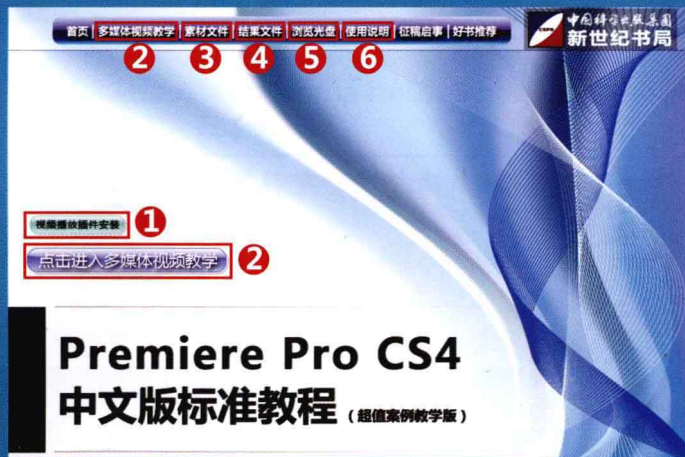 首页 | 多媒体视频教学 | 素材文件 | 结果文件 | 浏览光盘 | 使用说明 | 征稿启事 | 好书推荐
中国科学出版集团
新世纪书局
2 3 4 5 6
视频播放插件安装 1
点击进入多媒体视频教学 2
Premiere Pro CS4
中文版标准教程（超值案例教学版）